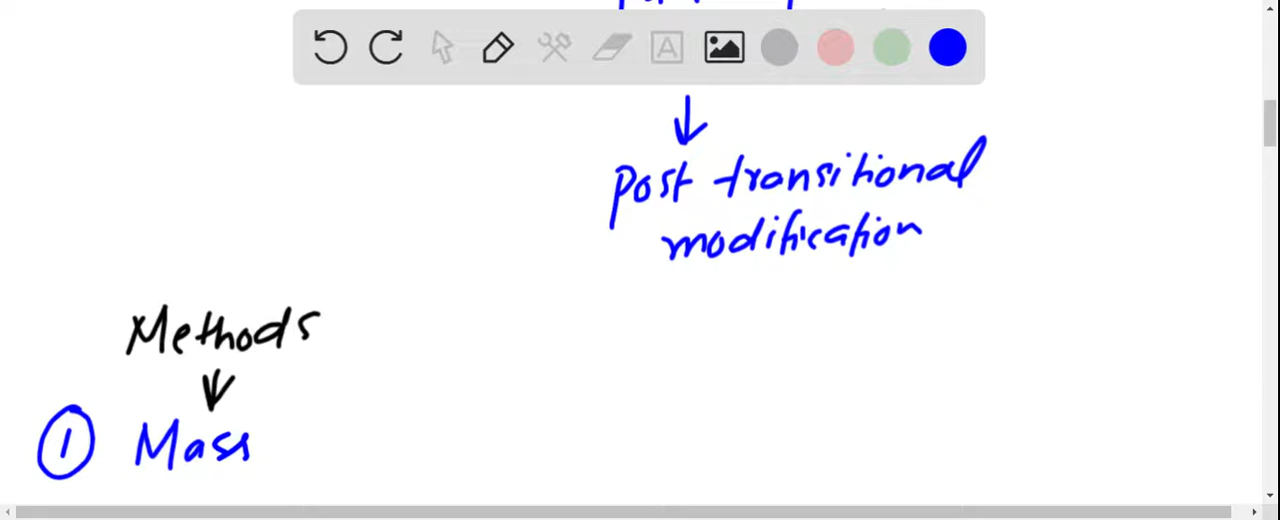 A
↓
Post transitional
modification
Methods
↓
① Mass